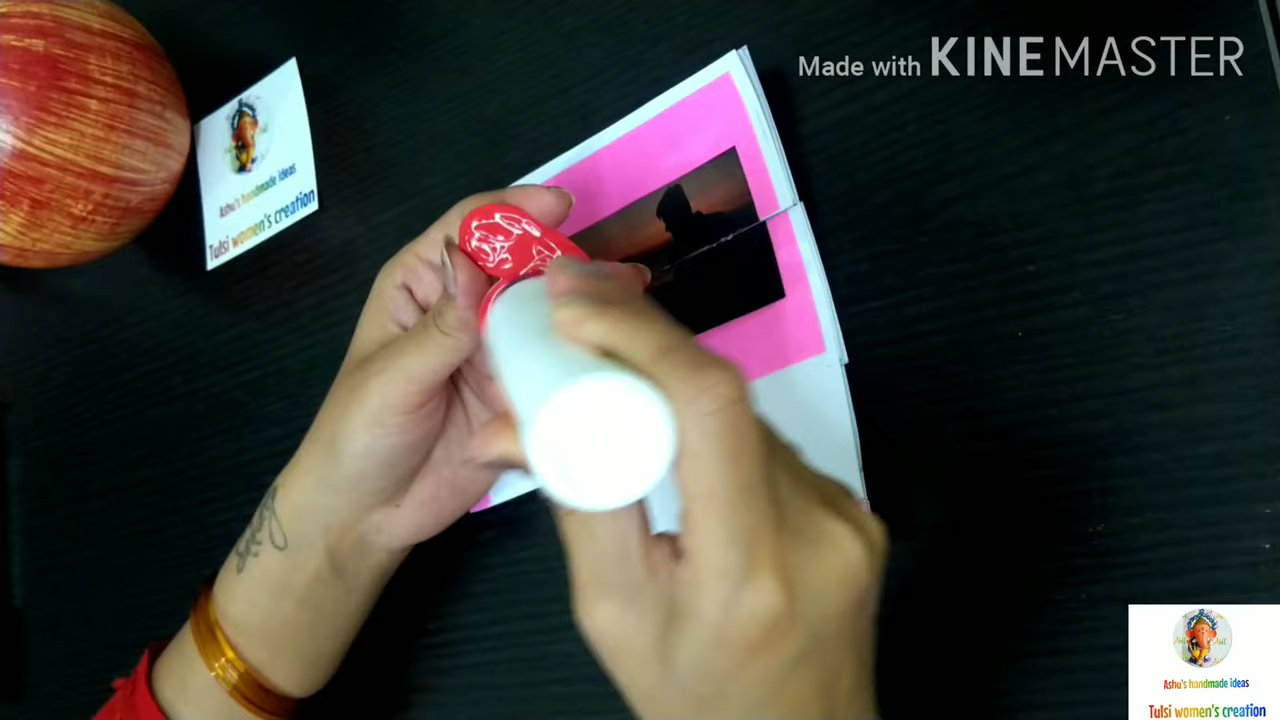 Made with KINEMASTER
Ashu's handmade ideas
Tulsi women's creation
Ashu's handmade ideas
Tulsi women's creation